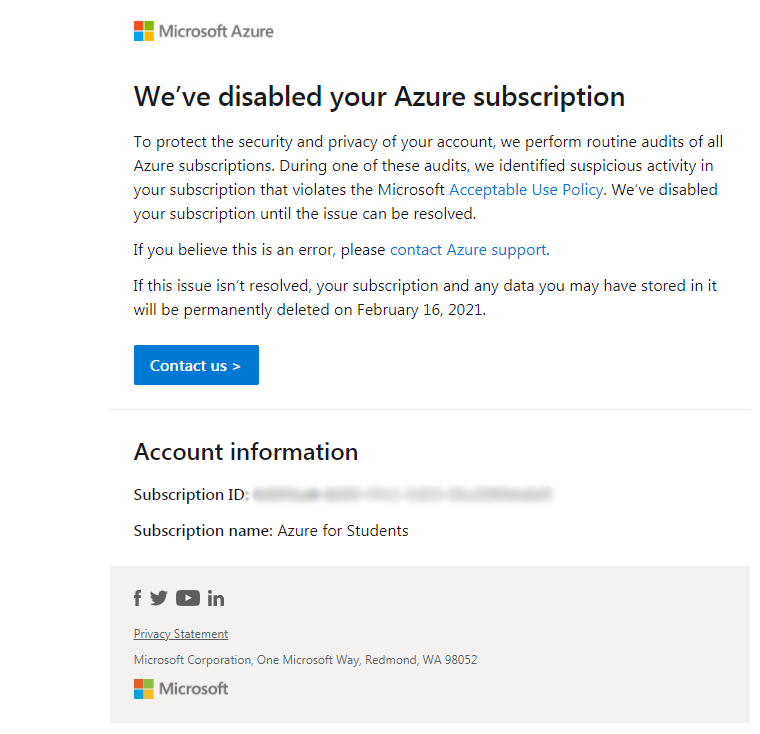 Microsoft Azure
We’ve disabled your Azure subscription
To protect the security and privacy of your account, we perform routine audits of all
Azure subscriptions. During one of these audits, we identified suspicious activity in
your subscription that violates the Microsoft Acceptable Use Policy. We’ve disabled
your subscription until the issue can be resolved.
If you believe this is an error, please contact Azure support.
If this issue isn’t resolved, your subscription and any data you may have stored in it
will be permanently deleted on February 16, 2021.
Contact us >
Account information
Subscription ID:
Subscription name: Azure for Students
Privacy Statement
Microsoft Corporation, One Microsoft Way, Redmond, WA 98052
Microsoft